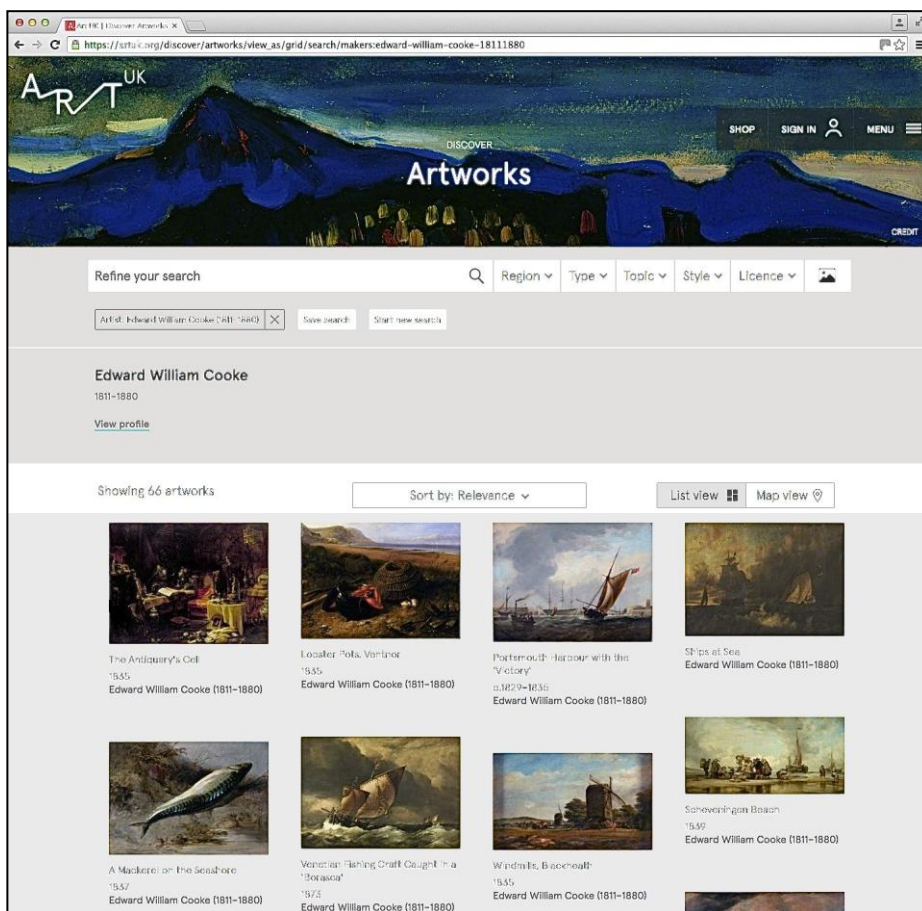 Art UK | Discover Artworks
https://artuk.org/discover/artworks/view_as/grid/search/makers:edward-william-cooke-18111880
ART UK
SHOP SIGN IN MENU
DISCOVER
Artworks
CREDIT
Refine your search Region Type Topic Style Licence
Artist: Edward William Cooke (1811-1880) Save search Start new search
Edward William Cooke
1811–1880
View profile
Showing 66 artworks Sort by: Relevance List view Map view
The Antiquary's Cell
1835
Edward William Cooke (1811–1880)
Lobster Pots, Ventnor
1835
Edward William Cooke (1811–1880)
Portsmouth Harbour with the
'Victory'
c.1829–1836
Edward William Cooke (1811–1880)
Ships at Sea
Edward William Cooke (1811–1880)
A Mackerel on the Seashore
1837
Edward William Cooke (1811–1880)
Venetian Fishing Craft Caught in a
'Borasca'
1873
Edward William Cooke (1811–1880)
Windmills, Blackheath
1835
Edward William Cooke (1811–1880)
Scheveningen Beach
1839
Edward William Cooke (1811–1880)